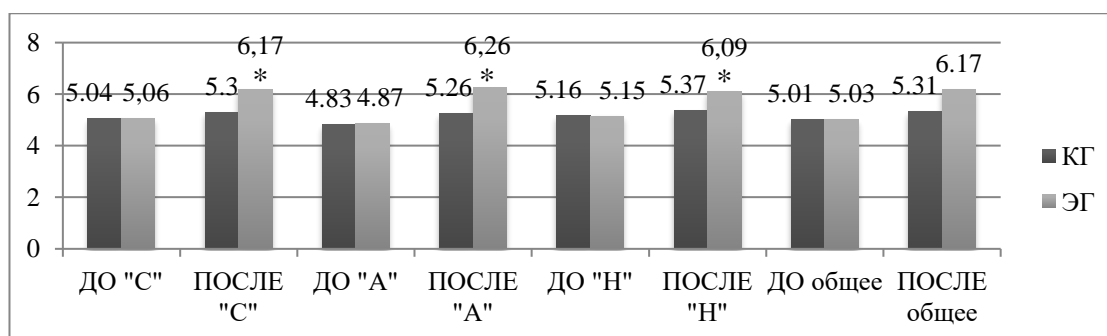 8
6
4
2
0
5.04
5,06
5.3
6,17
*
4.83
4.87
5.26
6,26
*
5.16
5.15
5.37
6,09
*
5.01
5.03
5.31
6.17
ДО "С"
ПОСЛЕ
"С"
ДО "А"
ПОСЛЕ
"А"
ДО "Н"
ПОСЛЕ
"Н"
ДО общее
ПОСЛЕ
общее
КГ
ЭГ